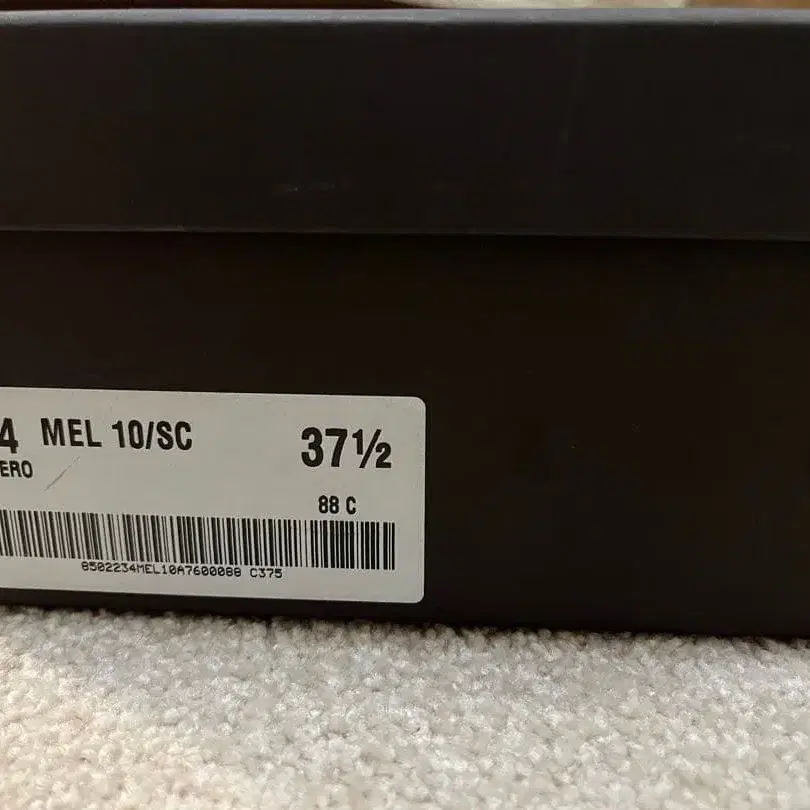 4 MEL 10/SC 37½
ERO
88 C
8502234MEL10A7600088 C375